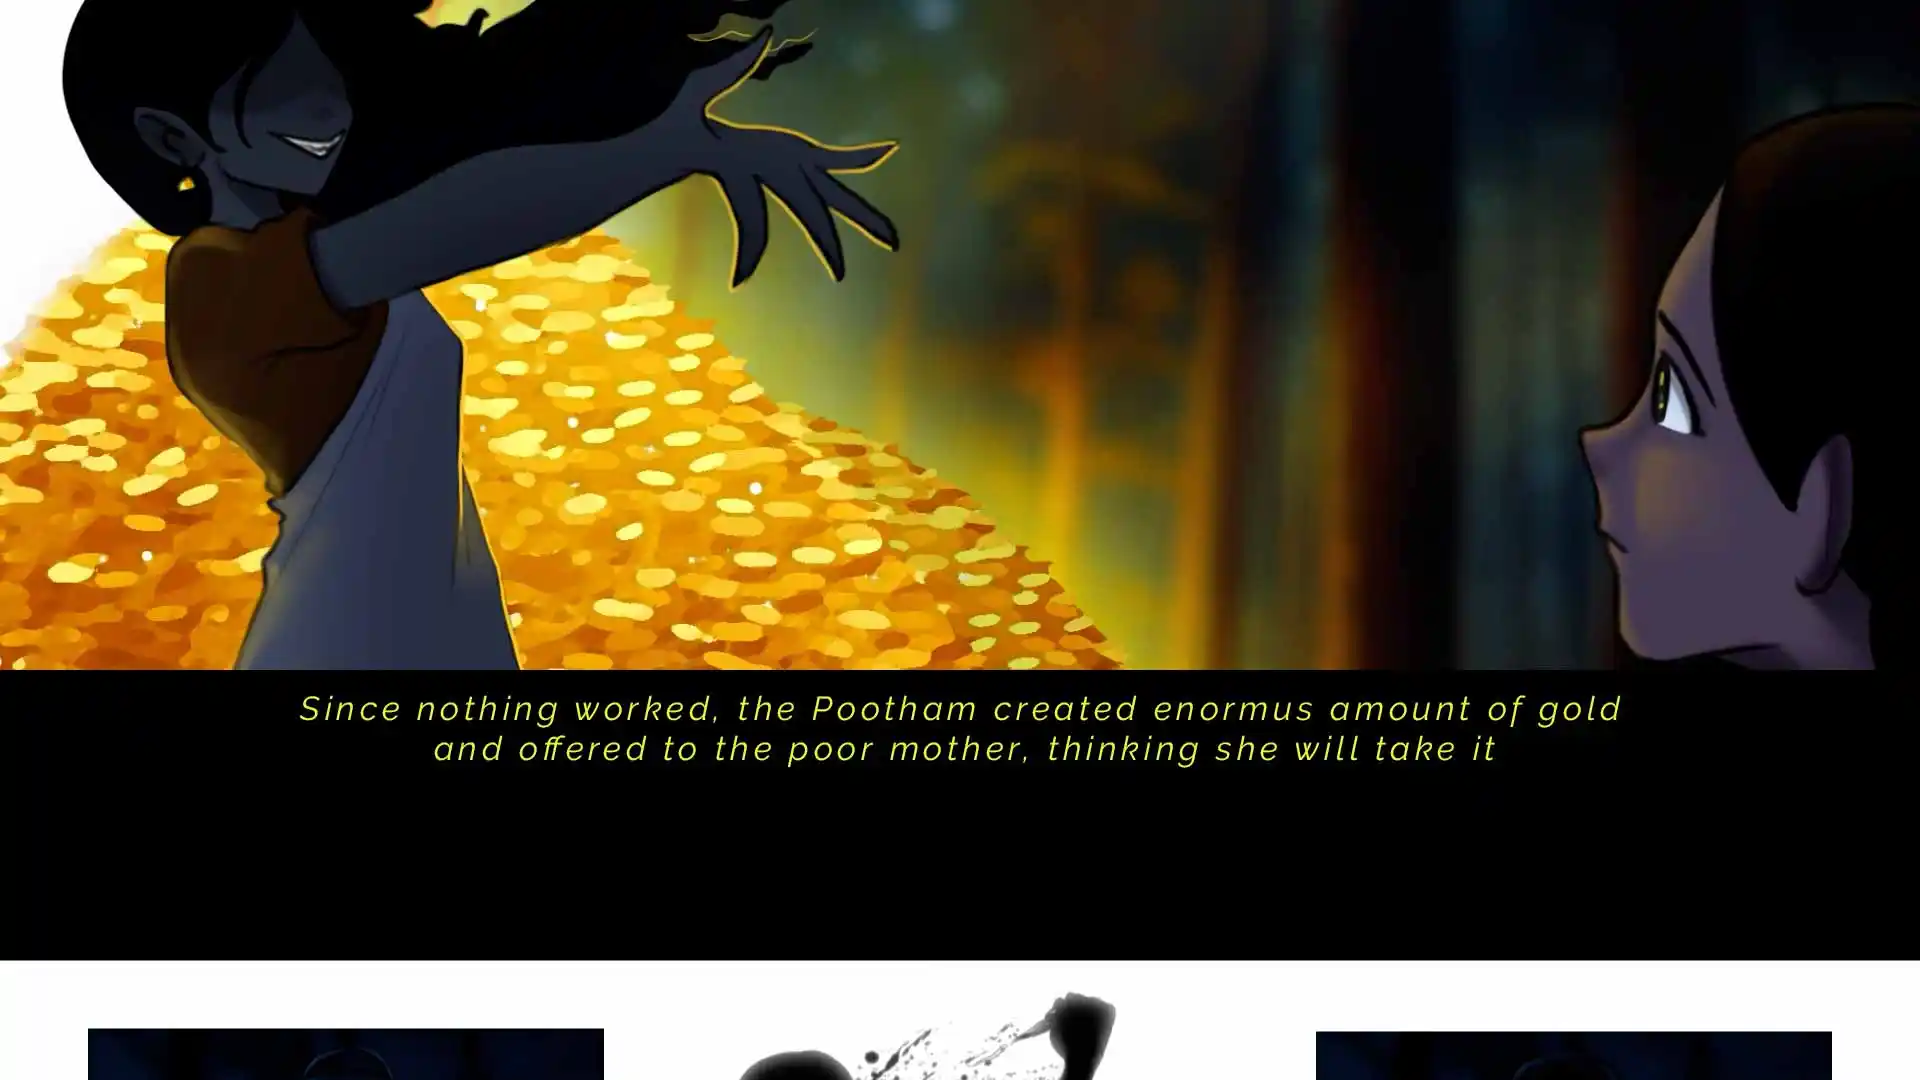 Since nothing worked, the Pootham created enormus amount of gold
and offered to the poor mother, thinking she will take it